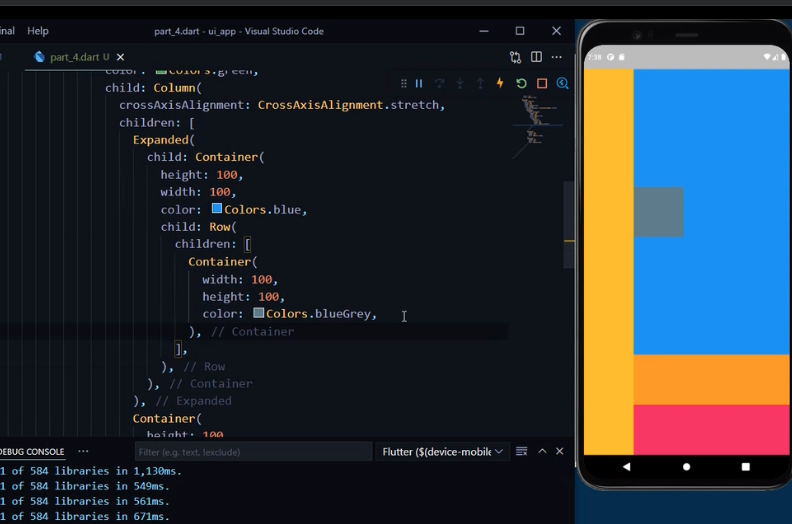 nal Help
part_4.dart - ui_app - Visual Studio Code
part_4.dart U
color: Colors.green,
child: Column(
crossAxisAlignment: CrossAxisAlignment.stretch,
children: [
Expanded(
child: Container(
height: 100,
width: 100,
color: Colors.blue,
child: Row(
children: [
Container(
width: 100,
height: 100,
color: Colors.blueGrey,
), // Container
],
), // Row
), // Container
), // Expanded
Container(
height: 100
DEBUG CONSOLE ···
Filter (e.g. text, !exclude)
Flutter ($(device-mobile
1 of 584 libraries in 1,130ms.
1 of 584 libraries in 549ms.
1 of 584 libraries in 561ms.
1 of 584 libraries in 671ms.
7:38